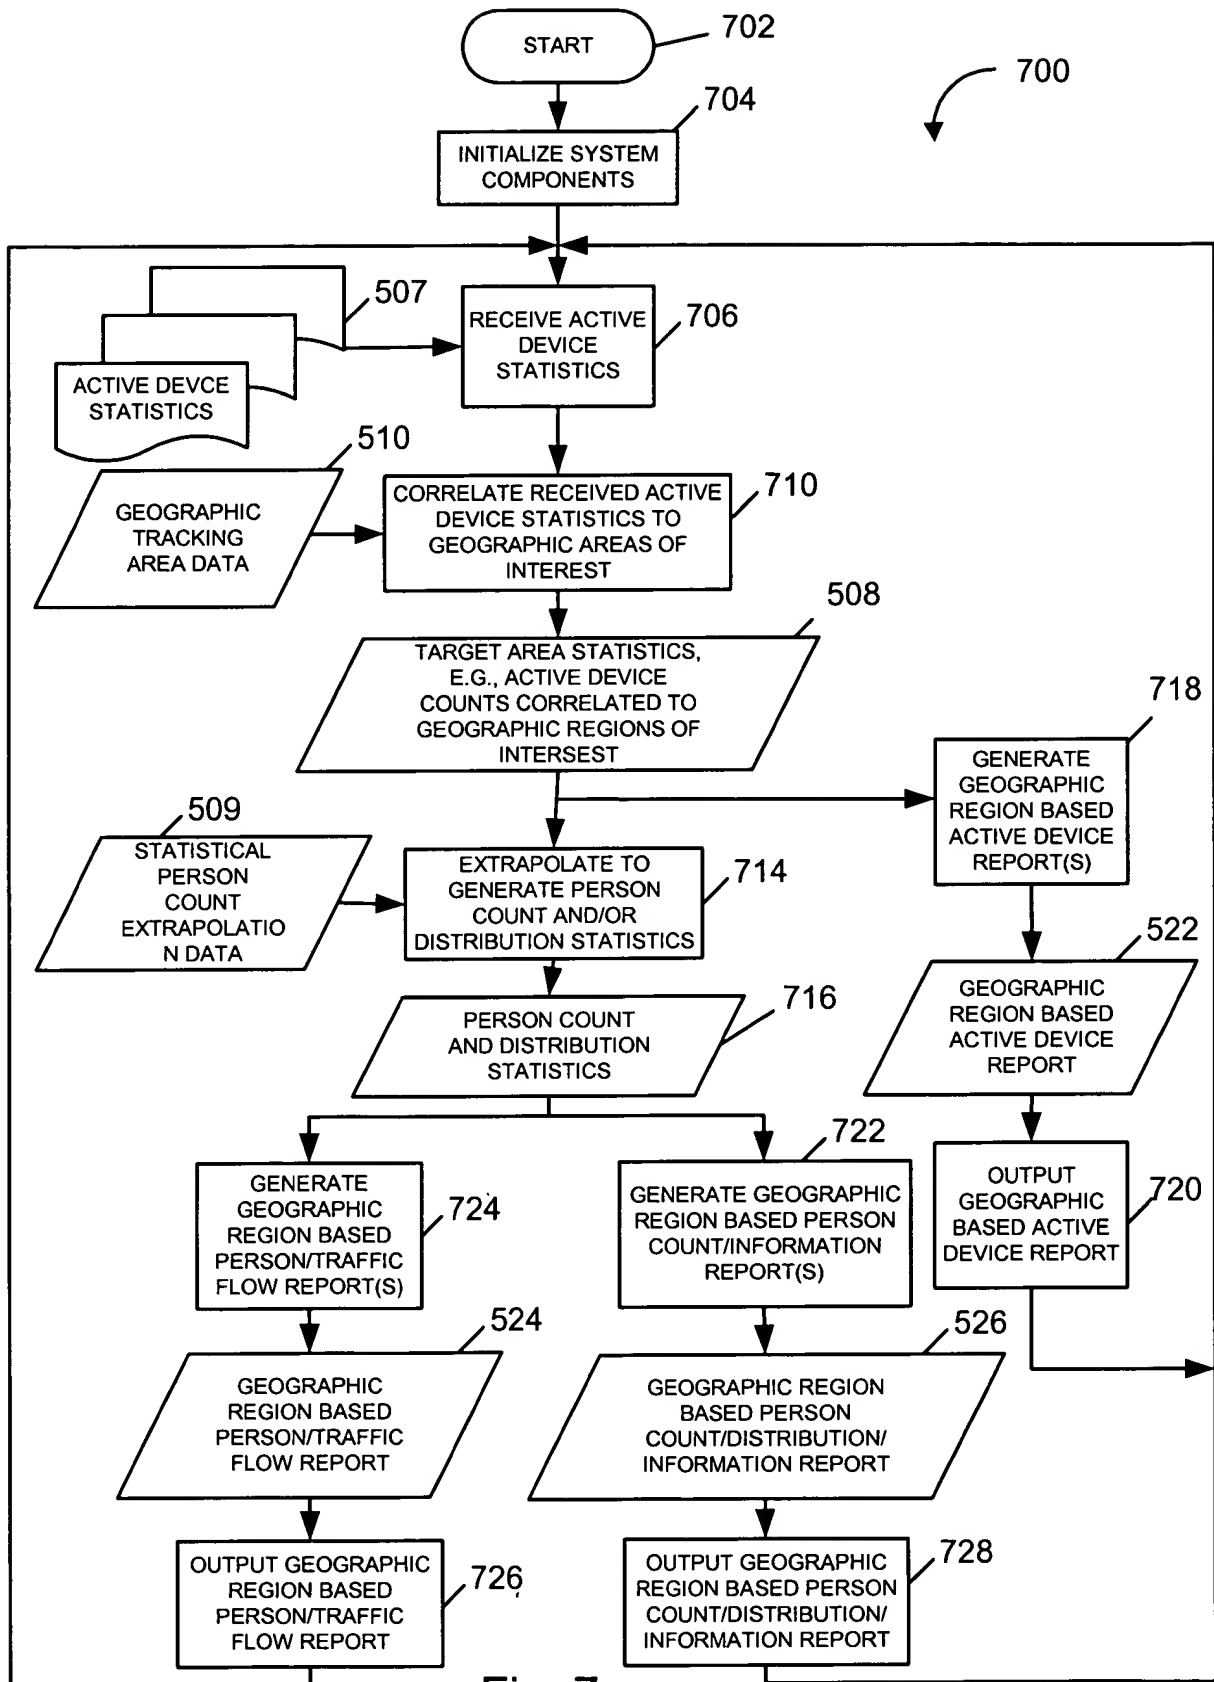 START
702
700
704
INITIALIZE SYSTEM
COMPONENTS
507
706
RECEIVE ACTIVE
DEVICE
STATISTICS
ACTIVE DEVCE
STATISTICS
510
GEOGRAPHIC
TRACKING
AREA DATA
710
CORRELATE RECEIVED ACTIVE
DEVICE STATISTICS TO
GEOGRAPHIC AREAS OF
INTEREST
508
TARGET AREA STATISTICS,
E.G., ACTIVE DEVICE
COUNTS CORRELATED TO
GEOGRAPHIC REGIONS OF
INTERSEST
718
GENERATE
GEOGRAPHIC
REGION BASED
ACTIVE DEVICE
REPORT(S)
509
STATISTICAL
PERSON
COUNT
EXTRAPOLATIO
N DATA
714
EXTRAPOLATE TO
GENERATE PERSON
COUNT AND/OR
DISTRIBUTION STATISTICS
522
GEOGRAPHIC
REGION BASED
ACTIVE DEVICE
REPORT
716
PERSON COUNT
AND DISTRIBUTION
STATISTICS
722
724
GENERATE
GEOGRAPHIC
REGION BASED
PERSON/TRAFFIC
FLOW REPORT(S)
GENERATE GEOGRAPHIC
REGION BASED PERSON
COUNT/INFORMATION
REPORT(S)
720
OUTPUT
GEOGRAPHIC
BASED ACTIVE
DEVICE REPORT
524
GEOGRAPHIC
REGION BASED
PERSON/TRAFFIC
FLOW REPORT
526
GEOGRAPHIC REGION
BASED PERSON
COUNT/DISTRIBUTION/
INFORMATION REPORT
726
OUTPUT GEOGRAPHIC
REGION BASED
PERSON/TRAFFIC
FLOW REPORT
728
OUTPUT GEOGRAPHIC
REGION BASED PERSON
COUNT/DISTRIBUTION/
INFORMATION REPORT